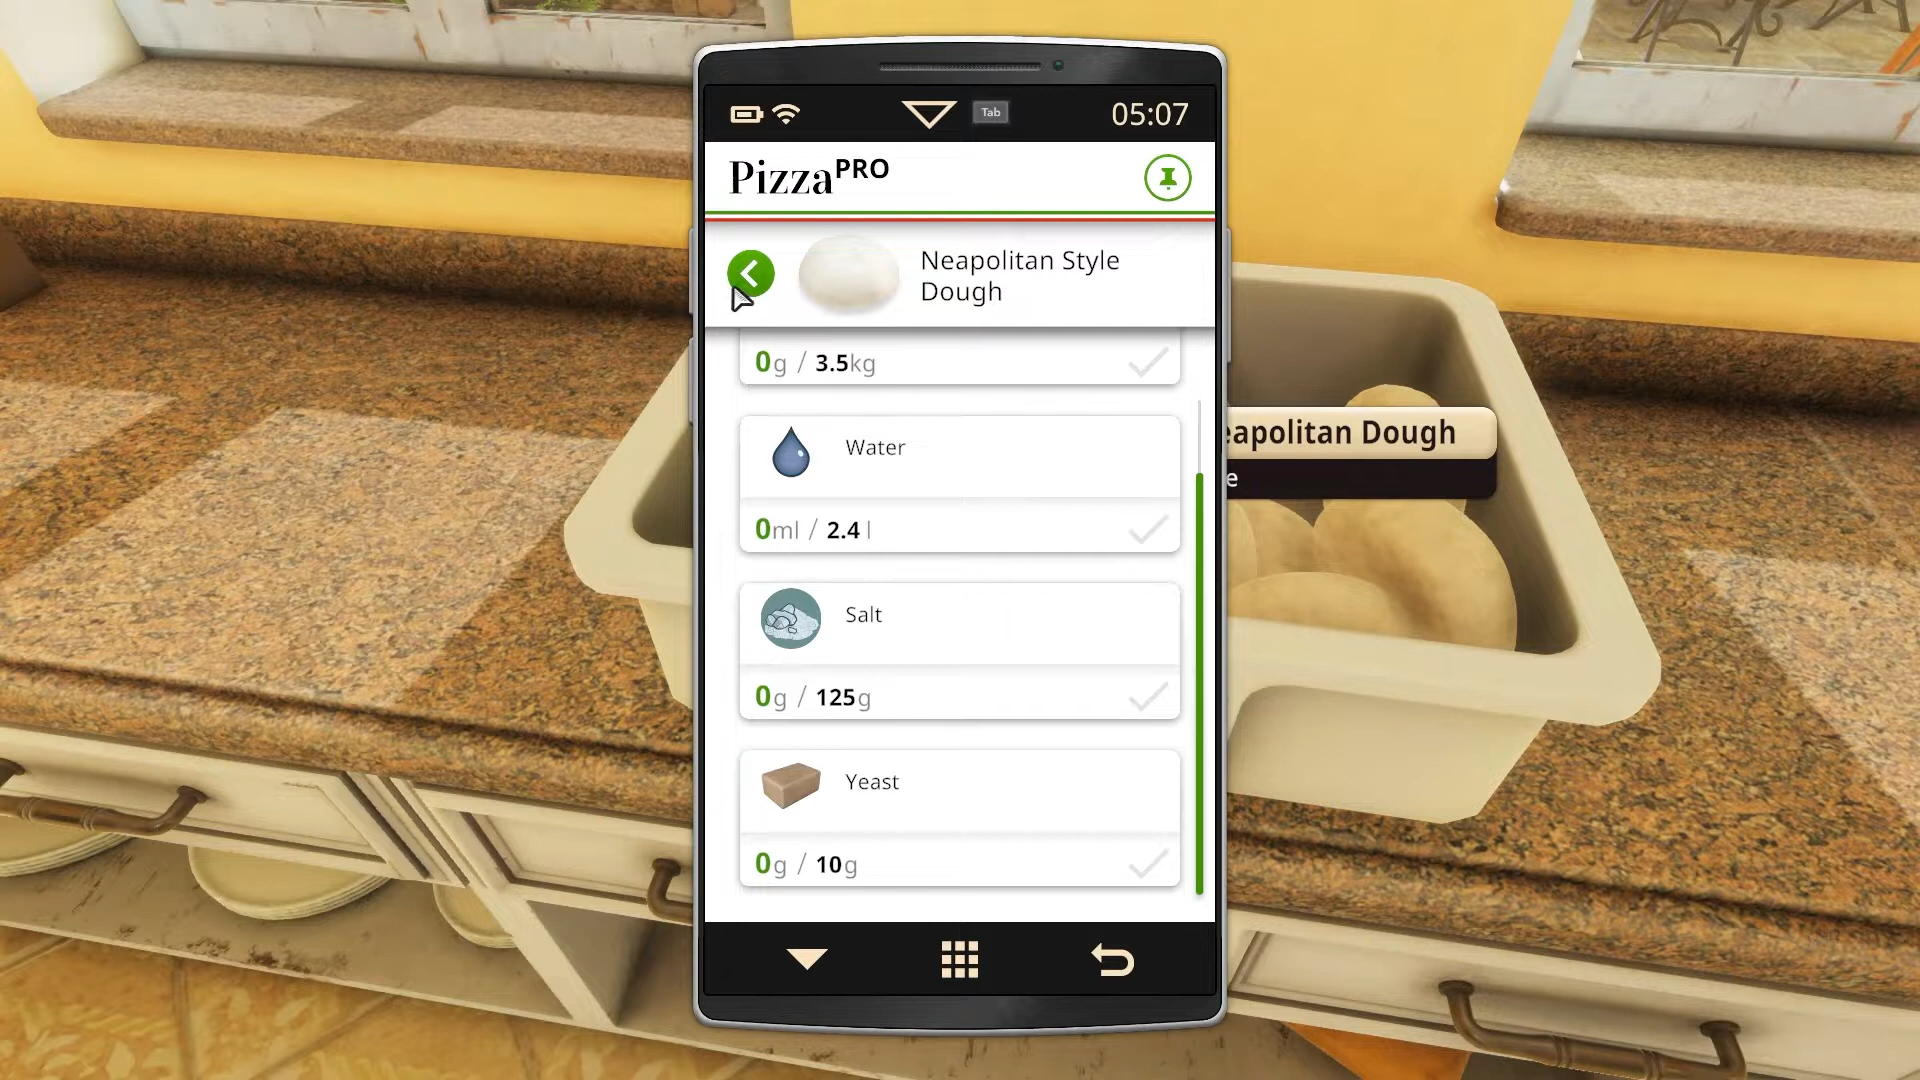 Tab
05:07
PizzaPRO
Neapolitan Style
Dough
0g / 3.5kg
Water
0ml / 2.4 l
Salt
0g / 125g
Yeast
0g / 10g
eapolitan Dough
e